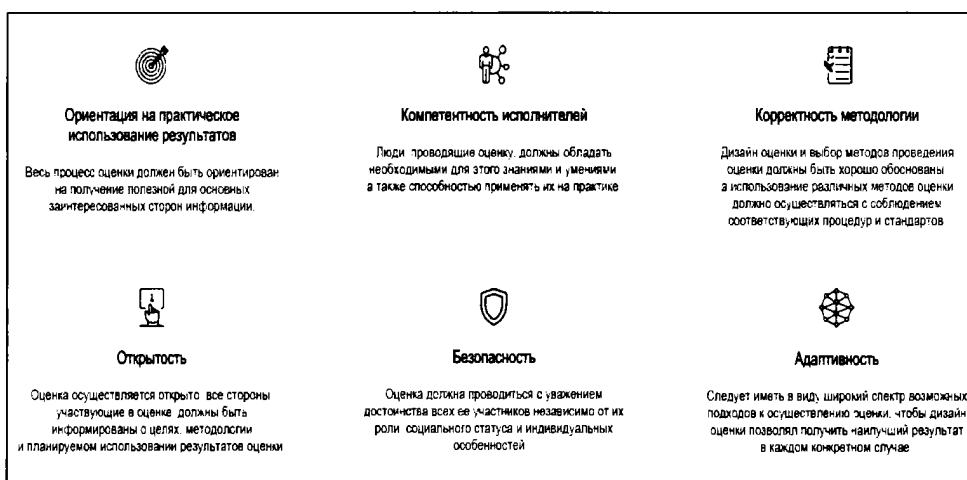 Ориентация на практическое
использование результатов
Весь процесс оценки должен быть ориентирован
на получение полезной для основных
заинтересованных сторон информации.
Компетентность исполнителей
Люди проводящие оценку, должны обладать
необходимыми для этого знаниями и умениями
а также способностью применять их на практике
Корректность методологии
Дизайн оценки и выбор методов проведения
оценки должны быть хорошо обоснованы
а использование различных методов оценки
должно осуществляться с соблюдением
соответствующих процедур и стандартов
Открытость
Оценка осуществляется открыто все стороны
участвующие в оценке должны быть
информированы о целях, методологии
и планируемом использовании результатов оценки
Безопасность
Оценка должна проводиться с уважением
достоинства всех ее участников независимо от их
роли социального статуса и индивидуальных
особенностей
Адаптивность
Следует иметь в виду широкий спектр возможных
подходов к осуществлению оценки, чтобы дизайн
оценки позволял получить наилучший результат
в каждом конкретном случае